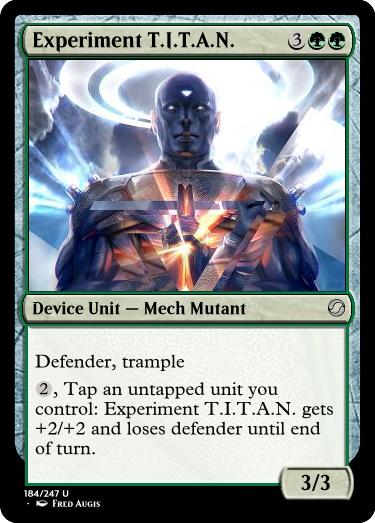 Experiment T.I.T.A.N. 3
Device Unit — Mech Mutant
Defender, trample
2, Tap an untapped unit you
control: Experiment T.I.T.A.N. gets
+2/+2 and loses defender until end
of turn.
3/3
184/247 U
· Fred Augis